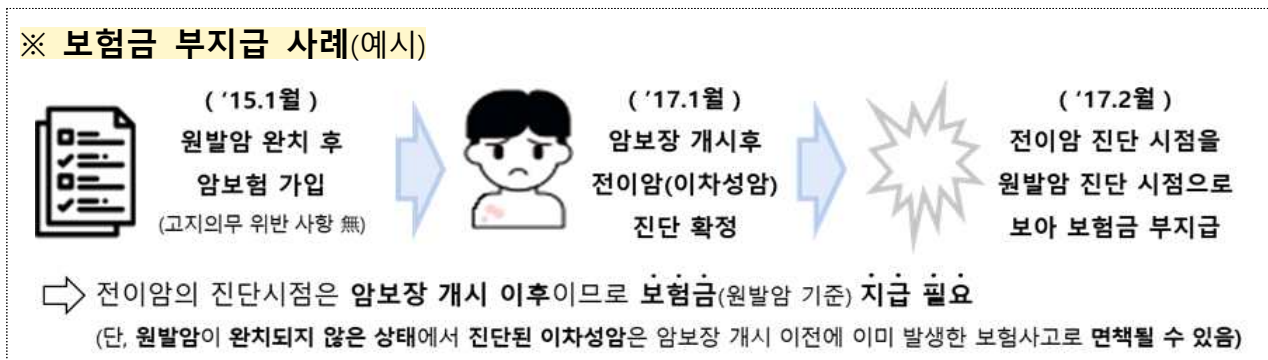 ※ 보험금 부지급 사례(예시)
( '15.1월 )
원발암 완치 후
암보험 가입
(고지의무 위반 사항 無)
( '17.1월 )
암보장 개시후
전이암(이차성암)
진단 확정
( '17.2월 )
전이암 진단 시점을
원발암 진단 시점으로
보아 보험금 부지급
⇨ 전이암의 진단시점은 암보장 개시 이후이므로 보험금(원발암 기준) 지급 필요
(단, 원발암이 완치되지 않은 상태에서 진단된 이차성암은 암보장 개시 이전에 이미 발생한 보험사고로 면책될 수 있음)